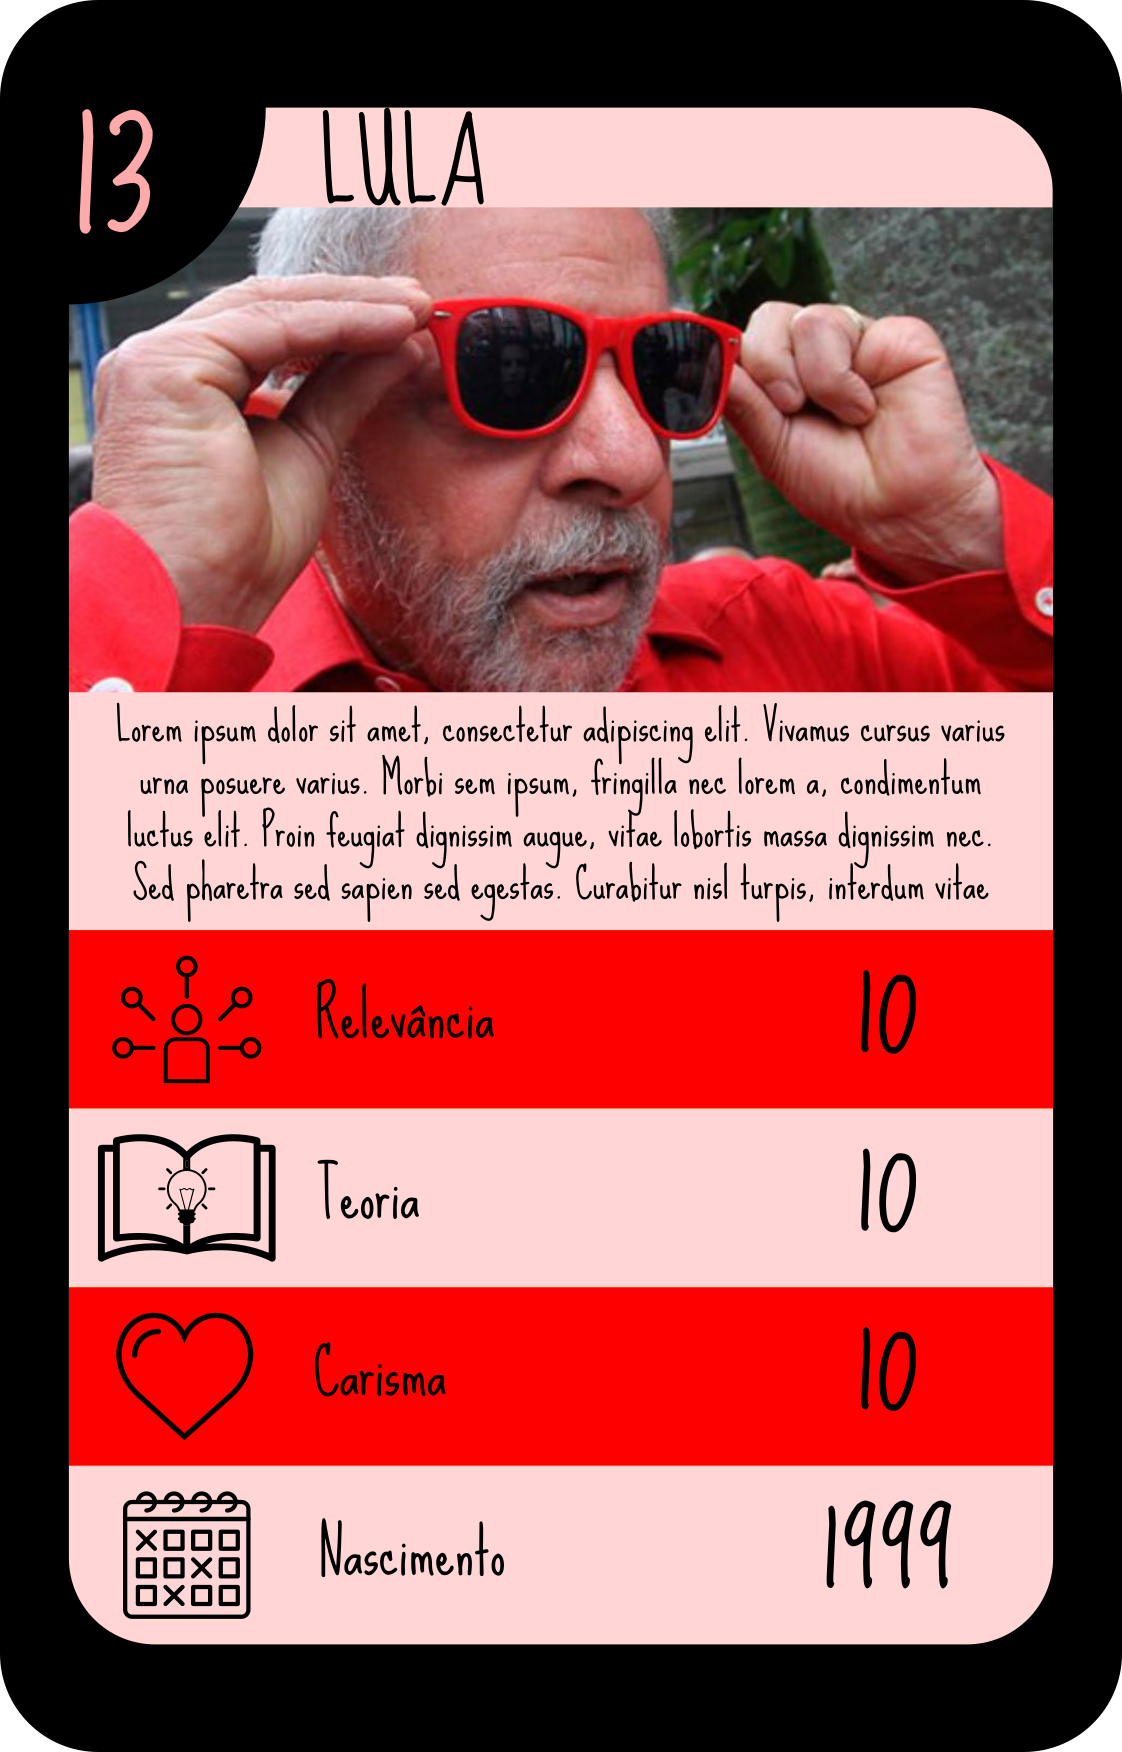 13
LULA
Lorem ipsum dolor sit amet, consectetur adipiscing elit. Vivamus cursus varius
urna posuere varius. Morbi sem ipsum, fringilla nec lorem a, condimentum
luctus elit. Proin feugiat dignissim augue, vitae lobortis massa dignissim nec.
Sed pharetra sed sapien sed egestas. Curabitur nisl turpis, interdum vitae
Relevância 10
Teoria 10
Carisma 10
Nascimento 1999